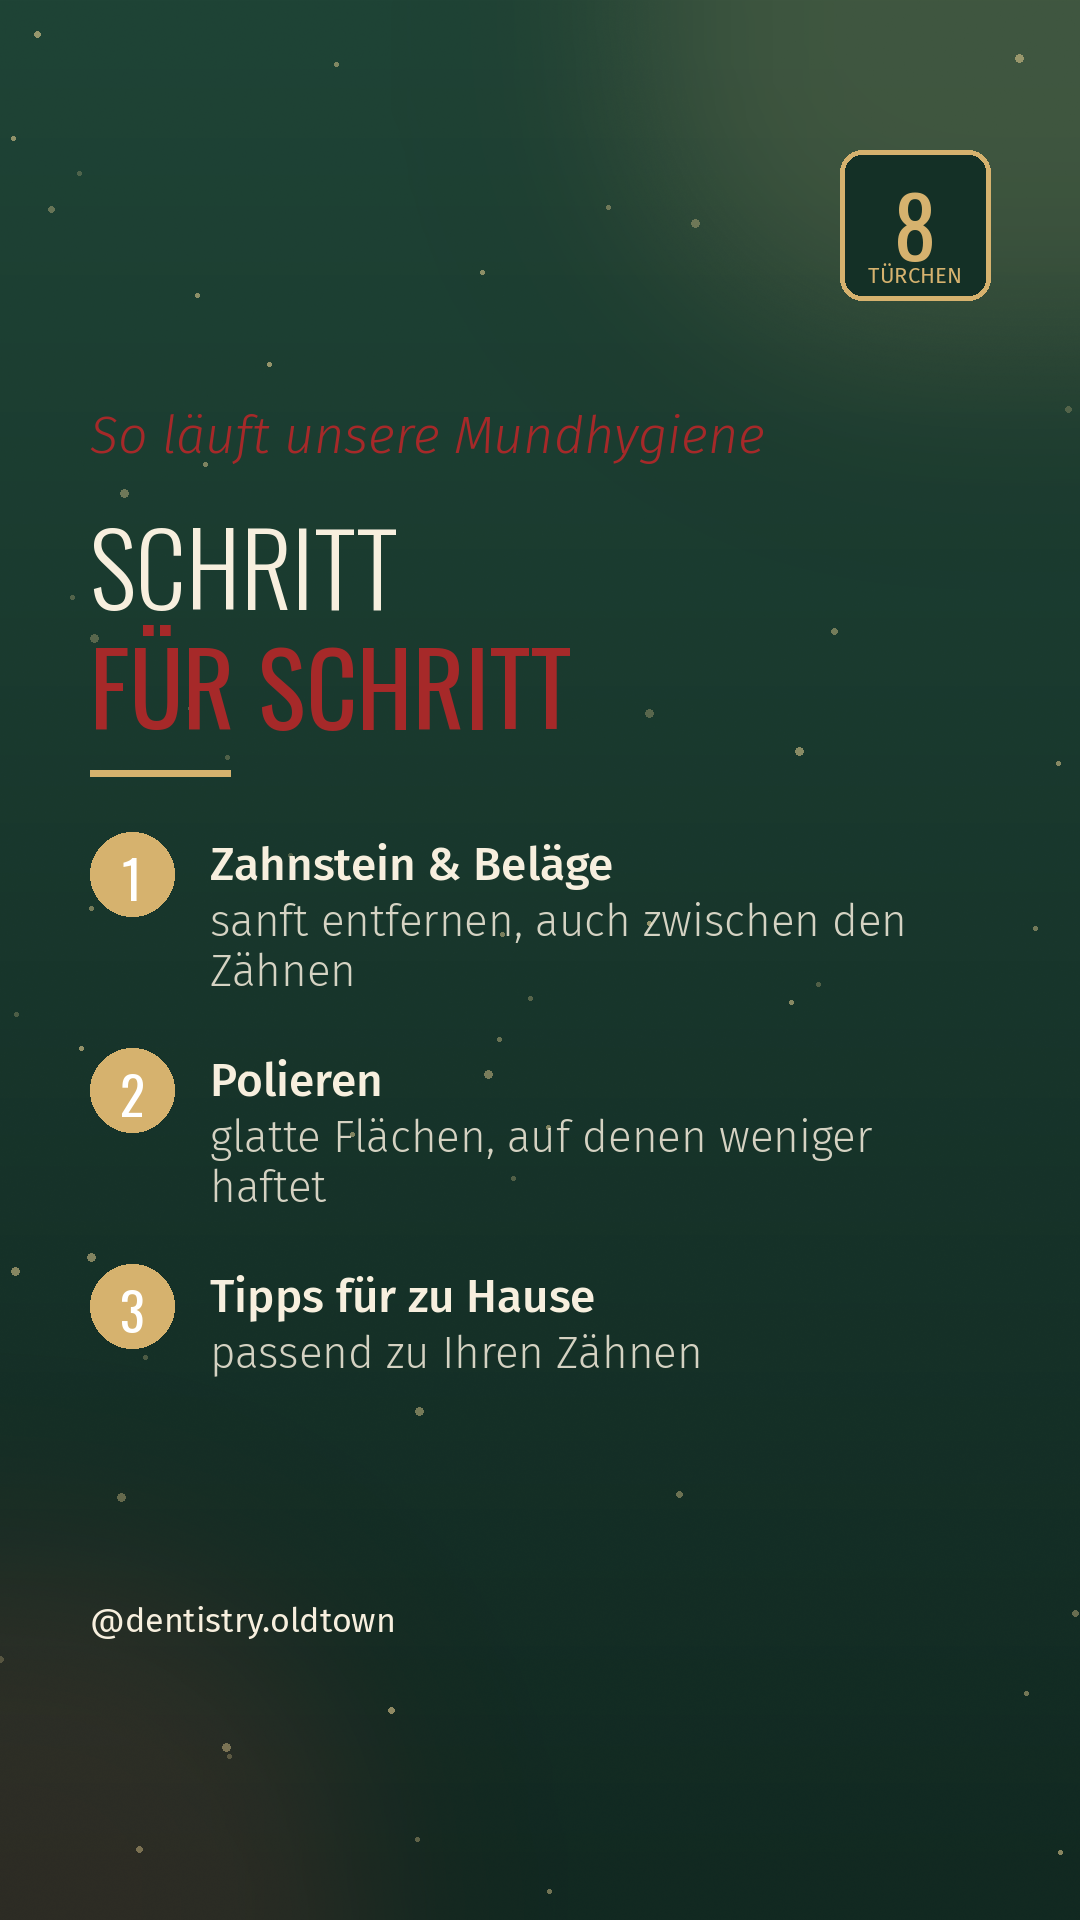 8
TÜRCHEN
So läuft unsere Mundhygiene
SCHRITT
FÜR SCHRITT
1
Zahnstein & Beläge
sanft entfernen, auch zwischen den
Zähnen
2
Polieren
glatte Flächen, auf denen weniger
haftet
3
Tipps für zu Hause
passend zu Ihren Zähnen
@dentistry.oldtown